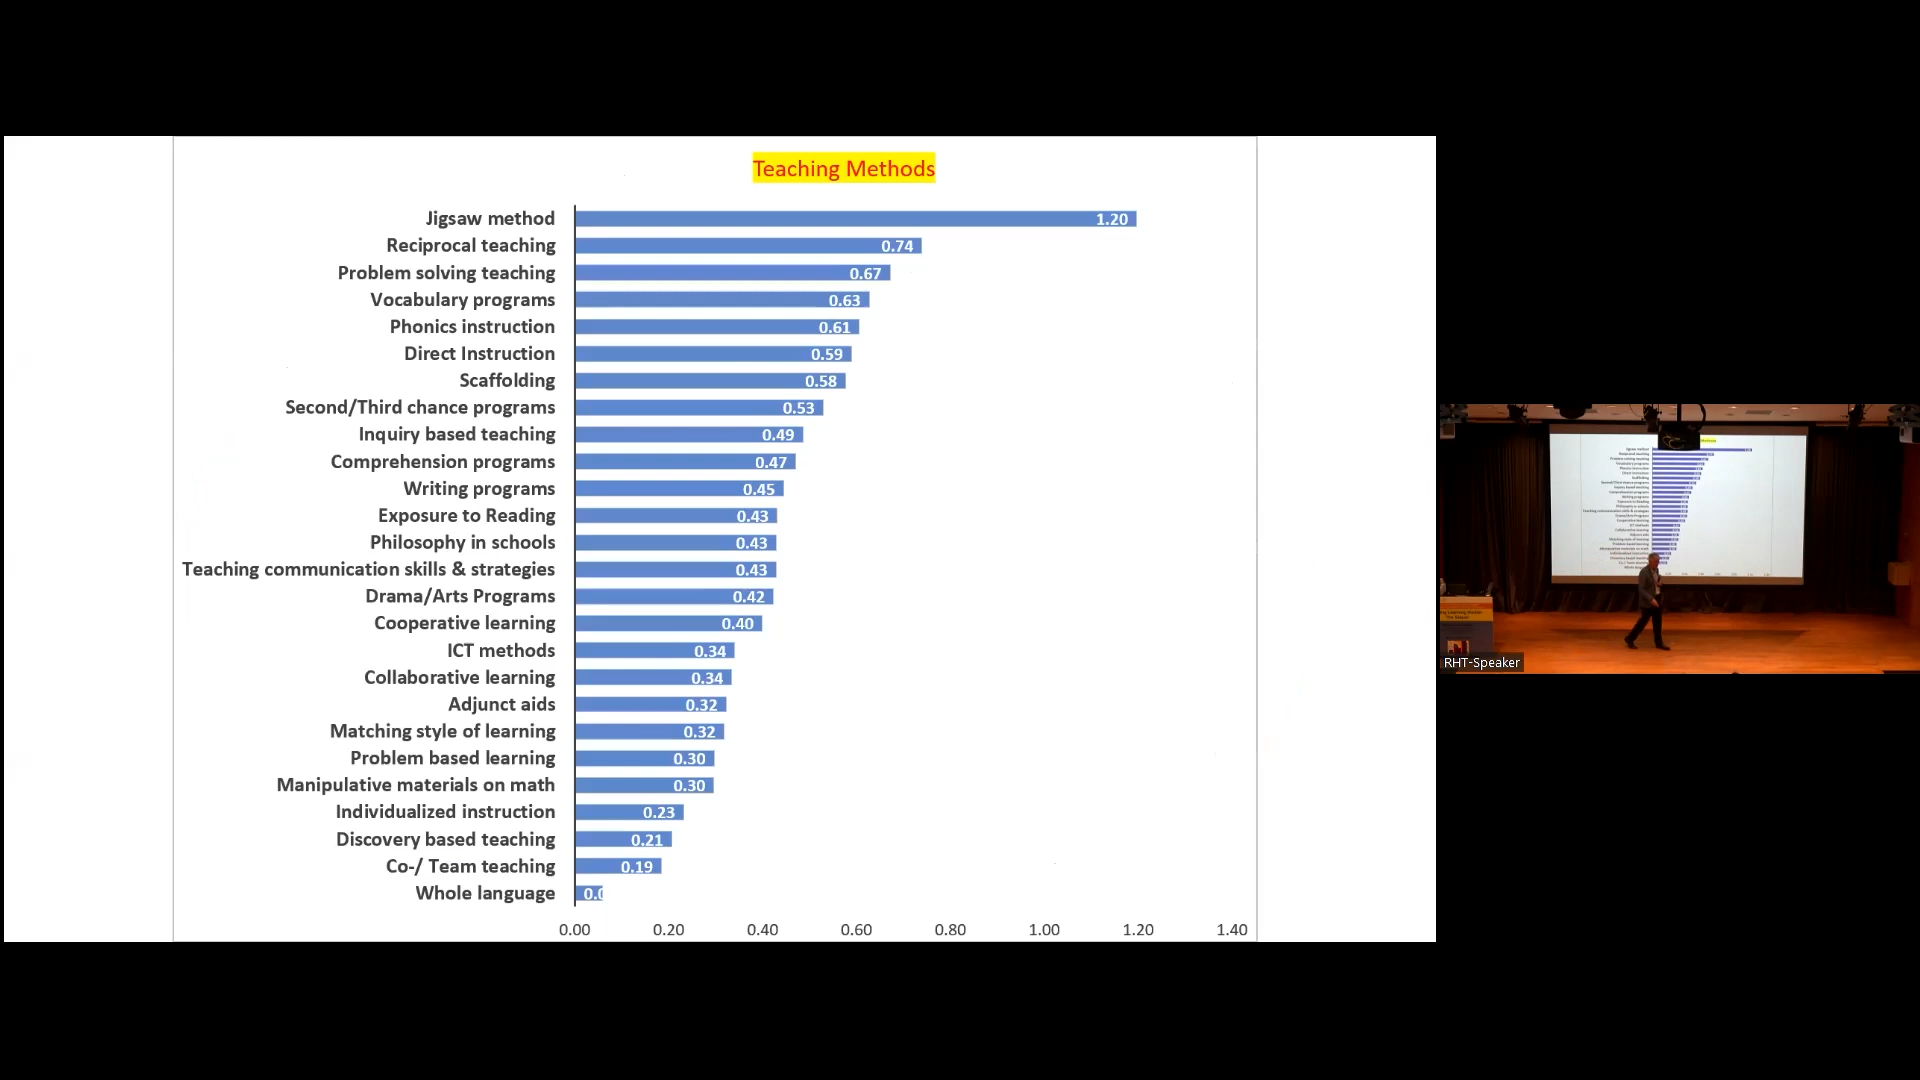 Teaching Methods
Jigsaw method 1.20
Reciprocal teaching 0.74
Problem solving teaching 0.67
Vocabulary programs 0.63
Phonics instruction 0.61
Direct Instruction 0.59
Scaffolding 0.58
Second/Third chance programs 0.53
Inquiry based teaching 0.49
Comprehension programs 0.47
Writing programs 0.45
Exposure to Reading 0.43
Philosophy in schools 0.43
Teaching communication skills & strategies 0.43
Drama/Arts Programs 0.42
Cooperative learning 0.40
ICT methods 0.34
Collaborative learning 0.34
Adjunct aids 0.32
Matching style of learning 0.32
Problem based learning 0.30
Manipulative materials on math 0.30
Individualized instruction 0.23
Discovery based teaching 0.21
Co-/ Team teaching 0.19
Whole language
0.00 0.20 0.40 0.60 0.80 1.00 1.20 1.40
RHT-Speaker